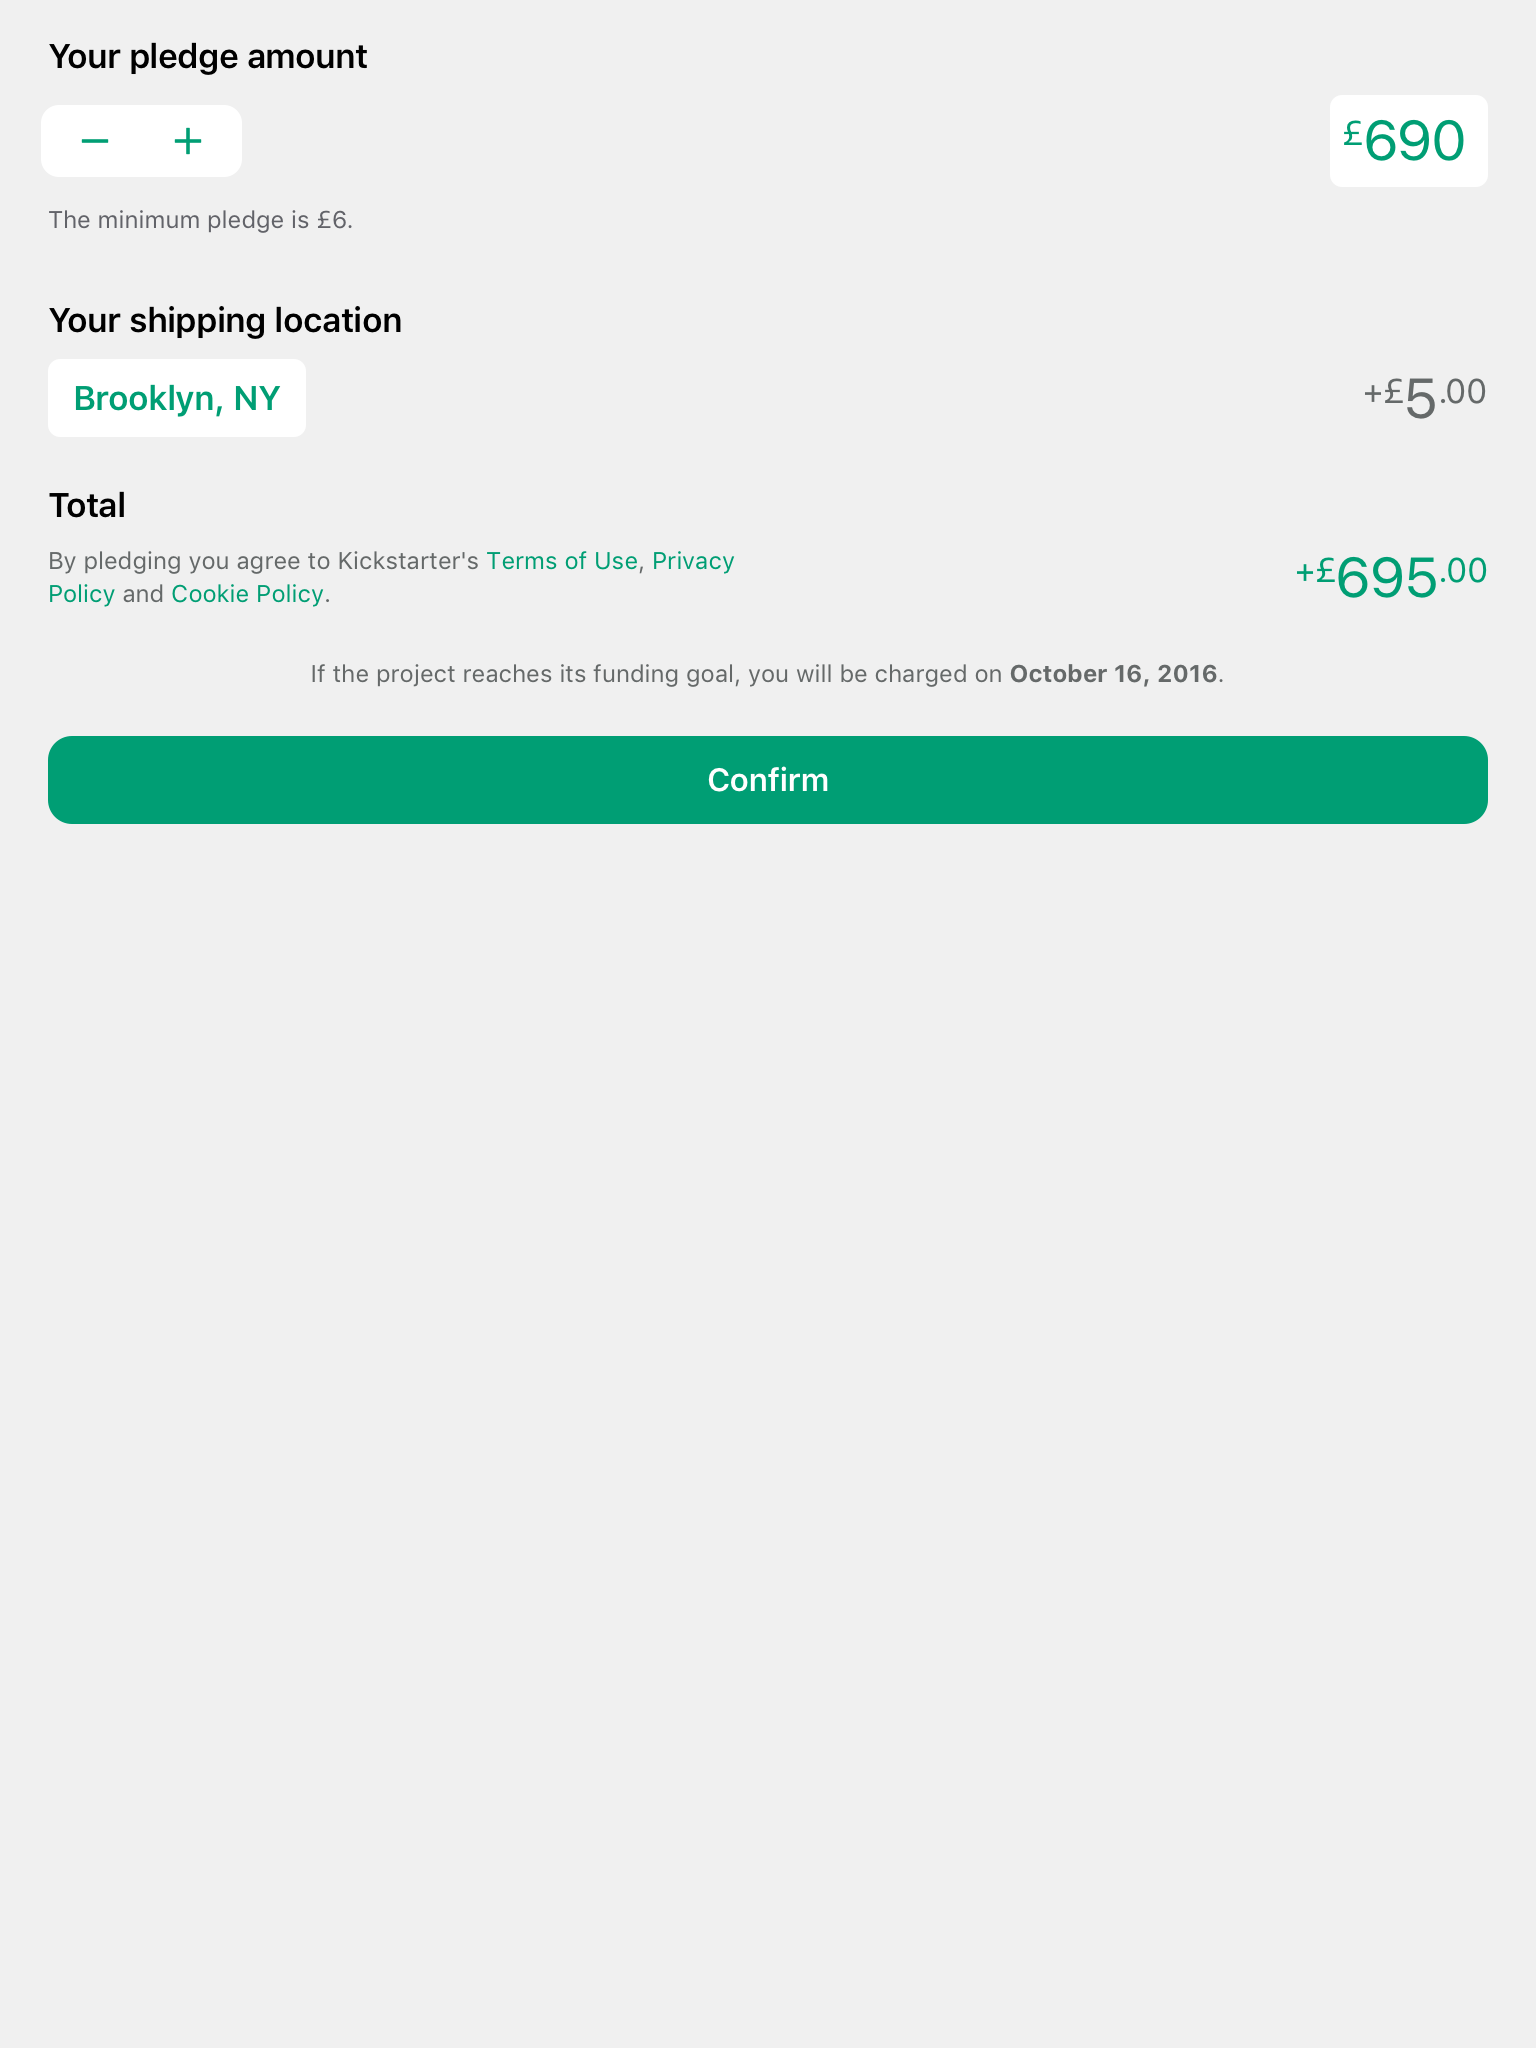 Your pledge amount
− +
£690
The minimum pledge is £6.
Your shipping location
Brooklyn, NY
+£5.00
Total
By pledging you agree to Kickstarter's Terms of Use, Privacy
Policy and Cookie Policy.
+£695.00
If the project reaches its funding goal, you will be charged on October 16, 2016.
Confirm